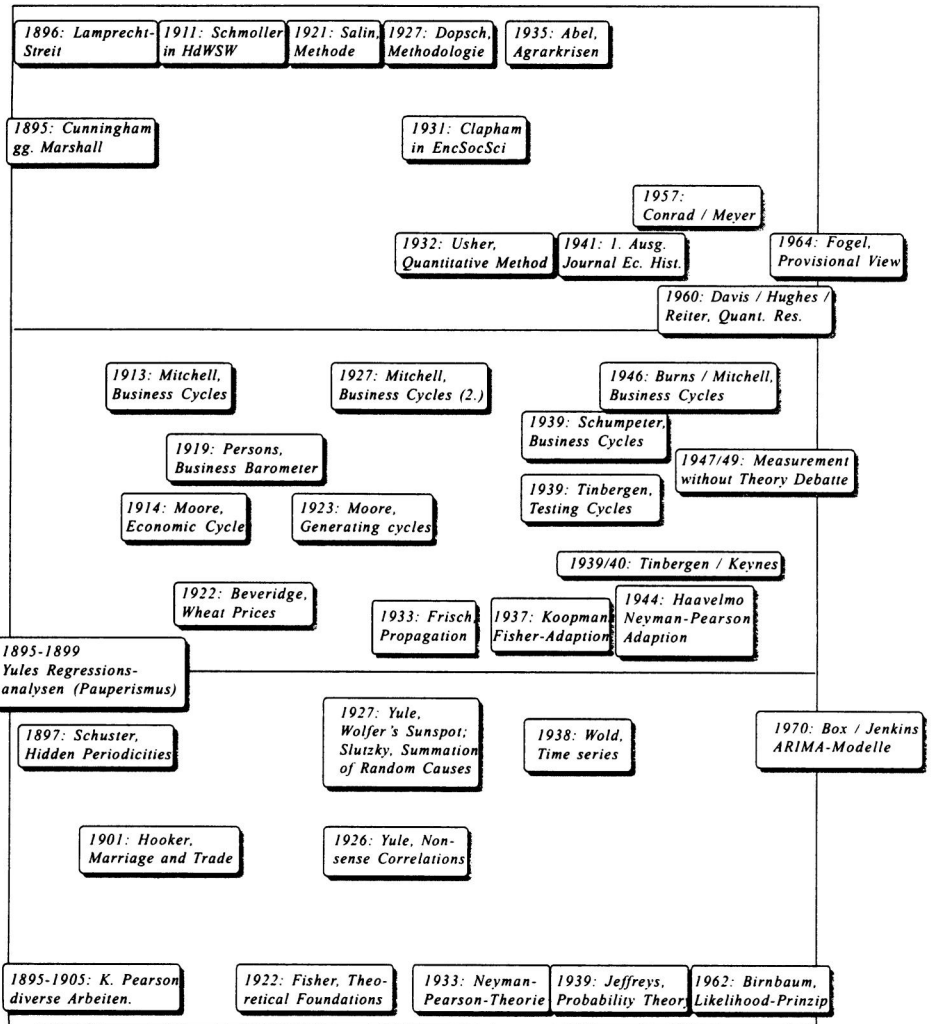 1896: Lamprecht-
Streit
1911: Schmoller
in HdWSW
1921: Salin,
Methode
1927: Dopsch,
Methodologie
1935: Abel,
Agrarkrisen
1895: Cunningham
gg. Marshall
1931: Clapham
in EncSocSci
1957:
Conrad / Meyer
1932: Usher,
Quantitative Method
1941: 1. Ausg.
Journal Ec. Hist.
1964: Fogel,
Provisional View
1960: Davis / Hughes /
Reiter, Quant. Res.
1913: Mitchell,
Business Cycles
1927: Mitchell,
Business Cycles (2.)
1946: Burns / Mitchell,
Business Cycles
1939: Schumpeter,
Business Cycles
1919: Persons,
Business Barometer
1947/49: Measurement
without Theory Debatte
1939: Tinbergen,
Testing Cycles
1914: Moore,
Economic Cycle
1923: Moore,
Generating cycles
1939/40: Tinbergen / Keynes
1922: Beveridge,
Wheat Prices
1933: Frisch,
Propagation
1937: Koopman
Fisher-Adaption
1944: Haavelmo
Neyman-Pearson
Adaption
1895-1899
Yules Regressions-
analysen (Pauperismus)
1897: Schuster,
Hidden Periodicities
1927: Yule,
Wolfer's Sunspot;
Slutzky, Summation
of Random Causes
1938: Wold,
Time series
1970: Box / Jenkins
ARIMA-Modelle
1901: Hooker,
Marriage and Trade
1926: Yule, Non-
sense Correlations
1895-1905: K. Pearson
diverse Arbeiten.
1922: Fisher, Theo-
retical Foundations
1933: Neyman-
Pearson-Theorie
1939: Jeffreys,
Probability Theory
1962: Birnbaum,
Likelihood-Prinzip